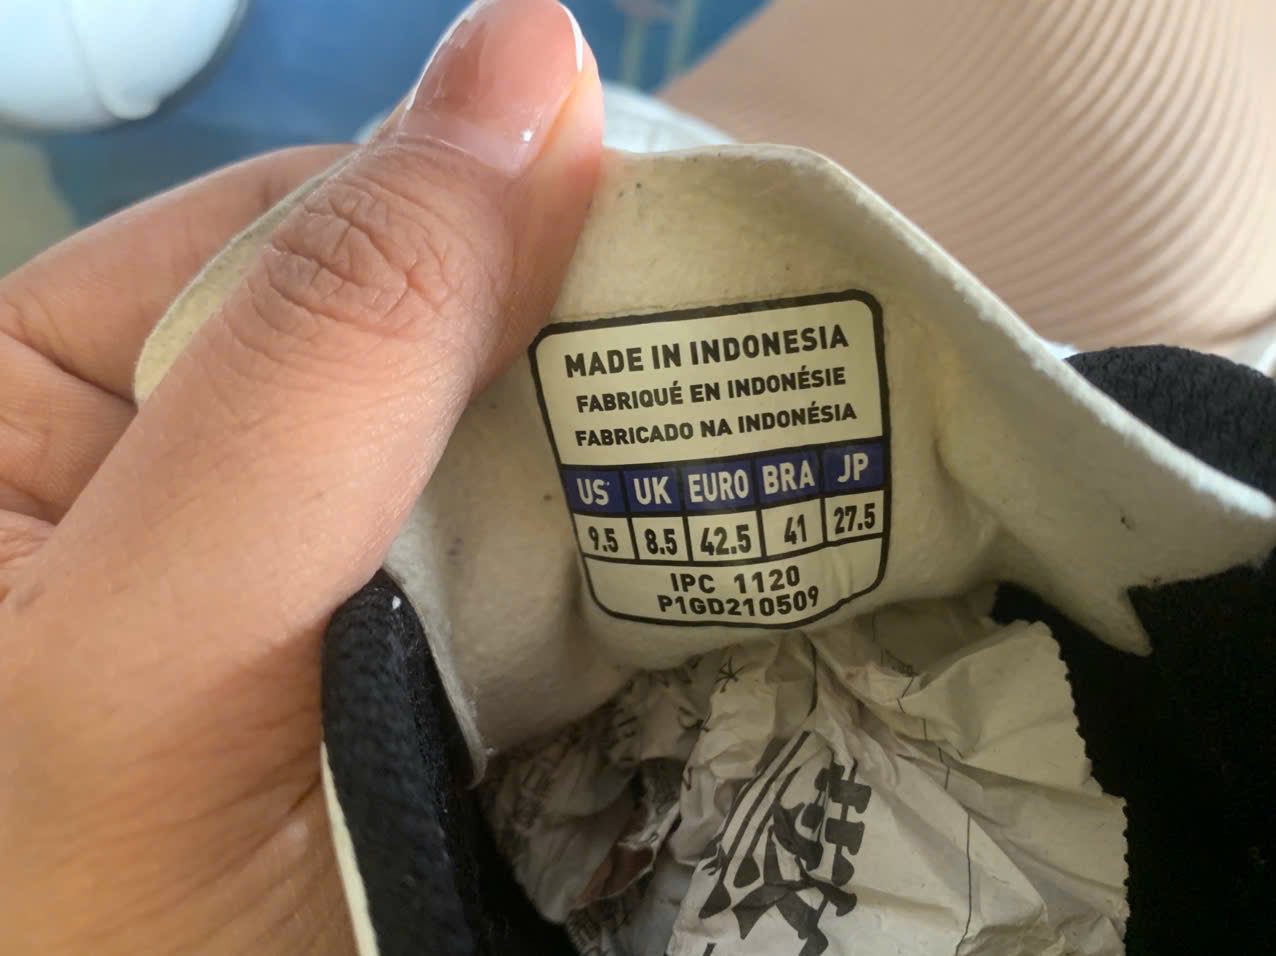 MADE IN INDONESIA
FABRIQUÉ EN INDONÉSIE
FABRICADO NA INDONÉSIA
US UK EURO BRA JP
9.5 8.5 42.5 41 27.5
IPC 1120
P1GD210509